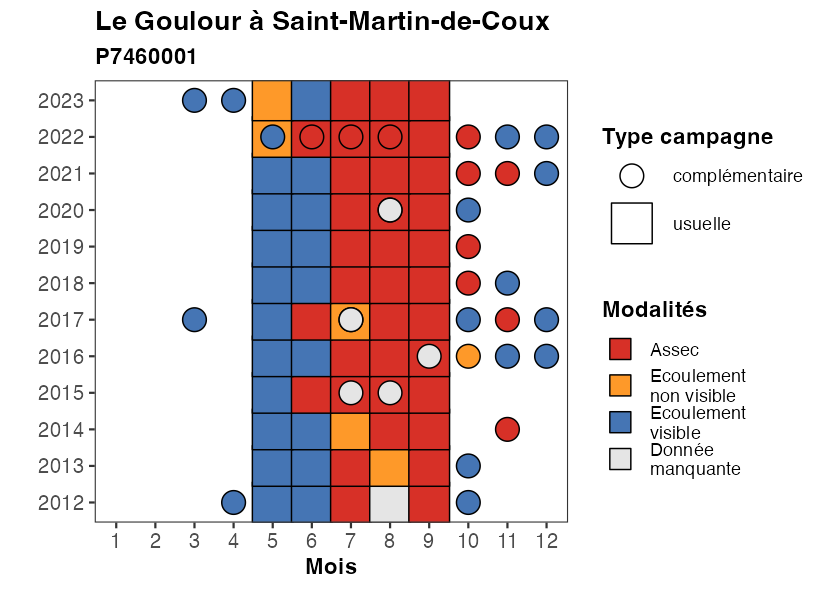 Le Goulour à Saint-Martin-de-Coux
P7460001
2023
2022
2021
2020
2019
2018
2017
2016
2015
2014
2013
2012
1 2 3 4 5 6 7 8 9 10 11 12
Mois
Type campagne
complémentaire
usuelle
Modalités
Assec
Ecoulement
non visible
Ecoulement
visible
Donnée
manquante